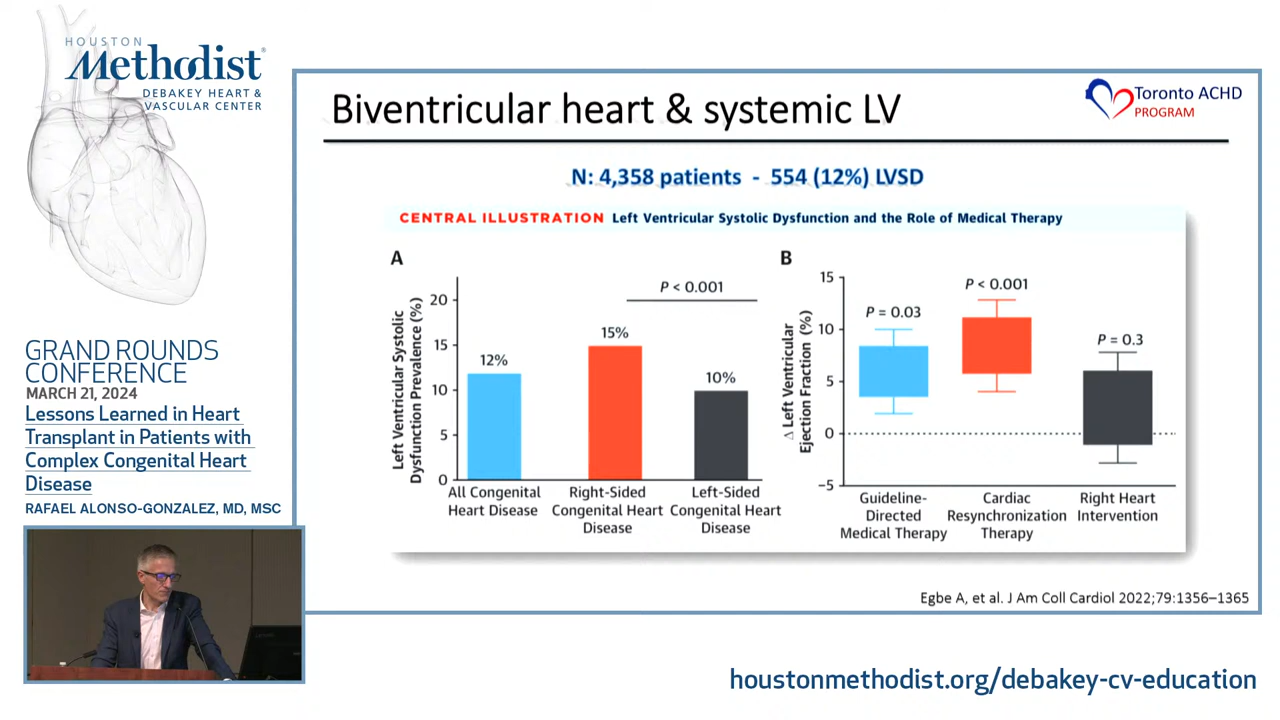 HOUSTON
Methodist®
DEBAKEY HEART &
VASCULAR CENTER
GRAND ROUNDS
CONFERENCE
MARCH 21, 2024
Lessons Learned in Heart
Transplant in Patients with
Complex Congenital Heart
Disease
RAFAEL ALONSO-GONZALEZ, MD, MSC
Biventricular heart & systemic LV
Toronto ACHD
PROGRAM
N: 4,358 patients - 554 (12%) LVSD
CENTRAL ILLUSTRATION Left Ventricular Systolic Dysfunction and the Role of Medical Therapy
A
Left Ventricular Systolic
Dysfunction Prevalence (%)
20
15
10
5
0
P < 0.001
12%
15%
10%
All Congenital
Heart Disease
Right-Sided
Congenital Heart
Disease
Left-Sided
Congenital Heart
Disease
B
Δ Left Ventricular
Ejection Fraction (%)
15
10
5
0
−5
P = 0.03
P < 0.001
P = 0.3
Guideline-
Directed
Medical Therapy
Cardiac
Resynchronization
Therapy
Right Heart
Intervention
Egbe A, et al. J Am Coll Cardiol 2022;79:1356–1365
houstonmethodist.org/debakey-cv-education